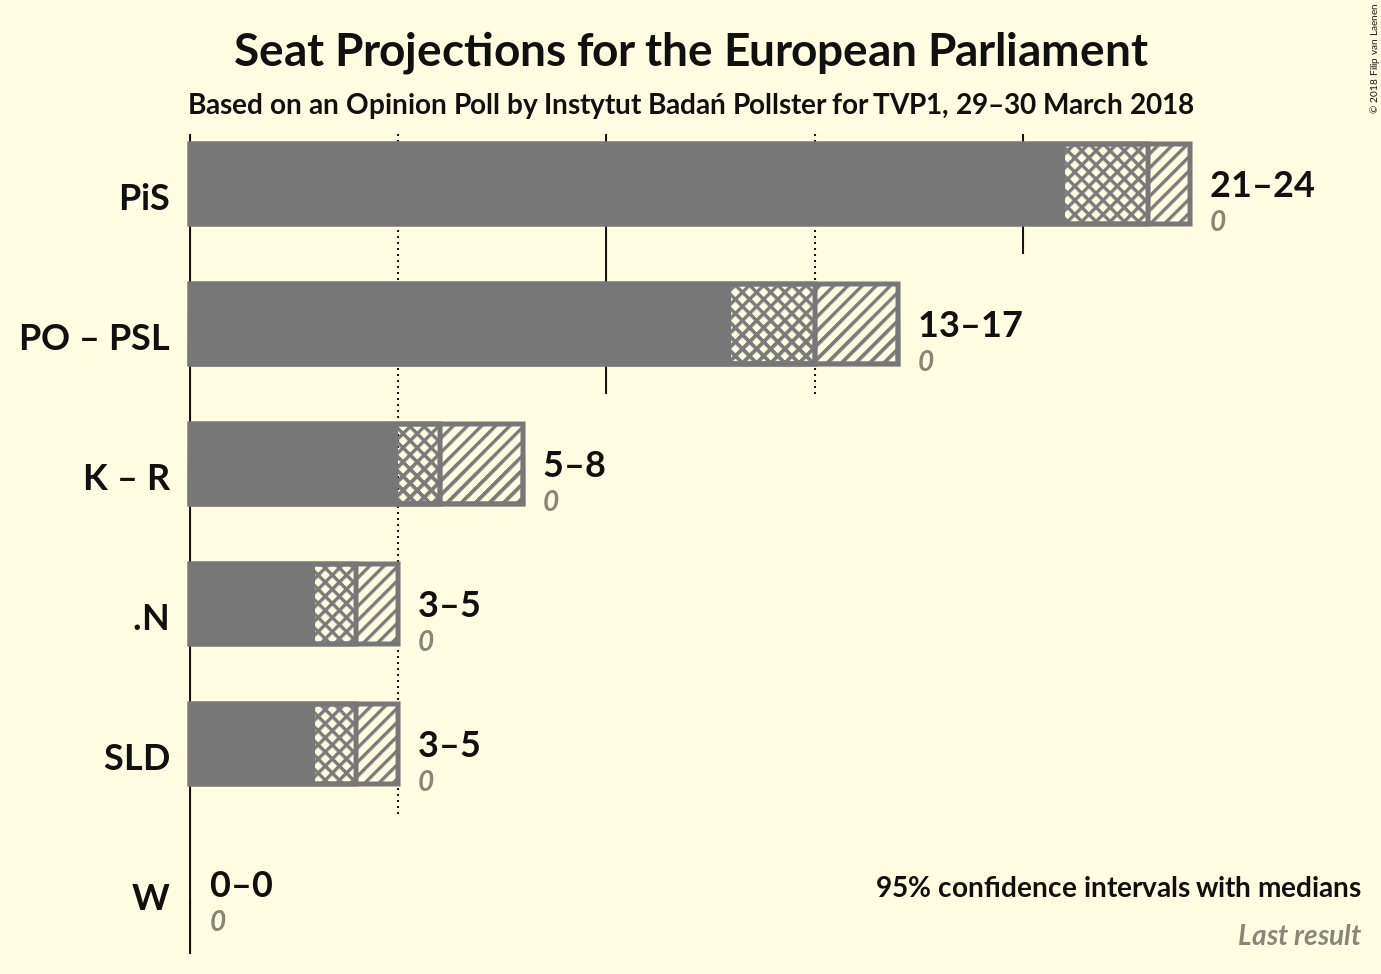 Seat Projections for the European Parliament
Based on an Opinion Poll by Instytut Badań Pollster for TVP1, 29–30 March 2018
© 2018 Filip van Laenen
PiS
21–24
0
PO – PSL
13–17
0
K – R
5–8
0
.N
3–5
0
SLD
3–5
0
W
0–0
0
95% confidence intervals with medians
Last result